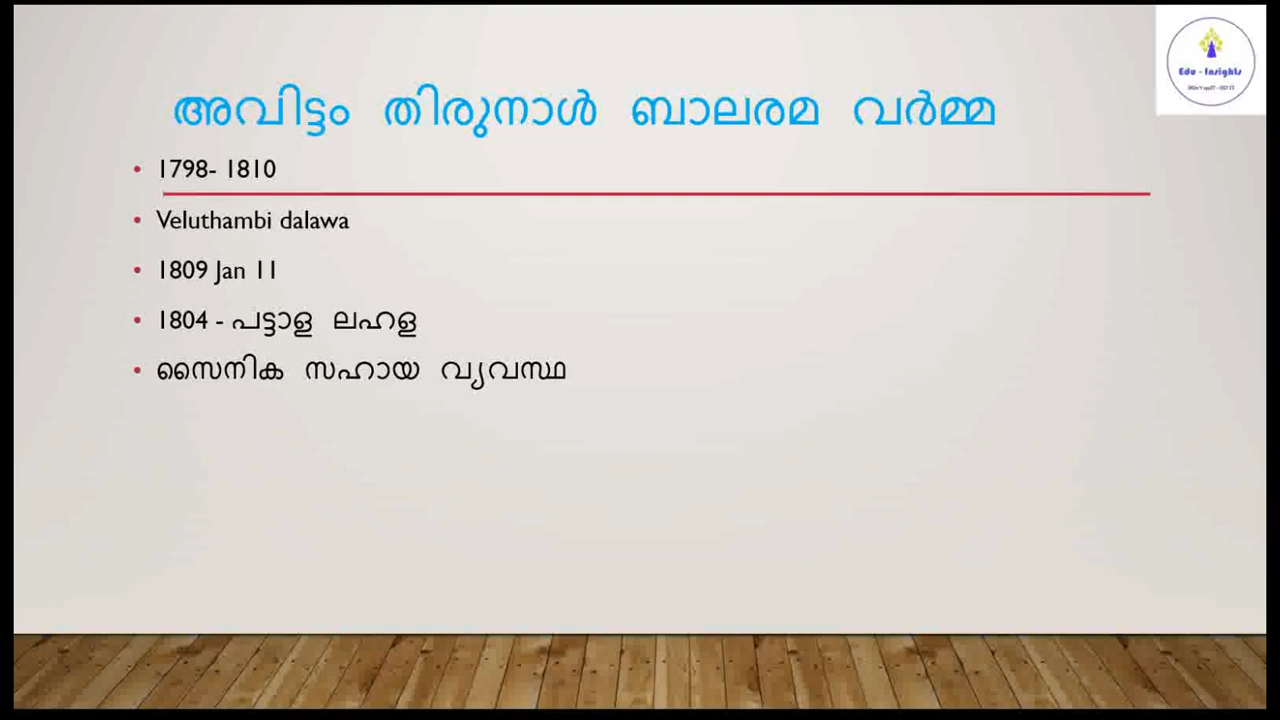 Edu - Insights
അവിട്ടം തിരുനാൾ ബാലരമ വർമ്മ
• 1798- 1810
• Veluthambi dalawa
• 1809 Jan 11
• 1804 - പട്ടാള ലഹള
• സൈനിക സഹായ വ്യവസ്ഥ